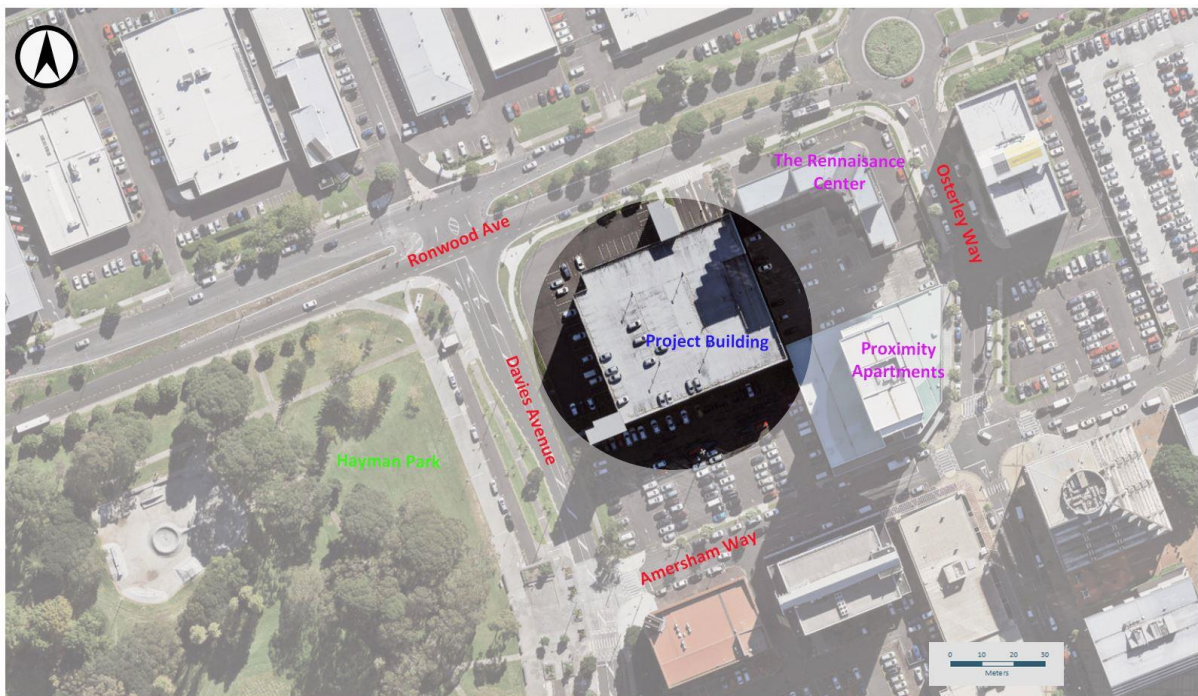 The Rennaisance
Center
Osterley Way
Ronwood Ave
Project Building
Proximity
Apartments
Davies Avenue
Hayman Park
Amersham Way
0 10 20 30
Meters